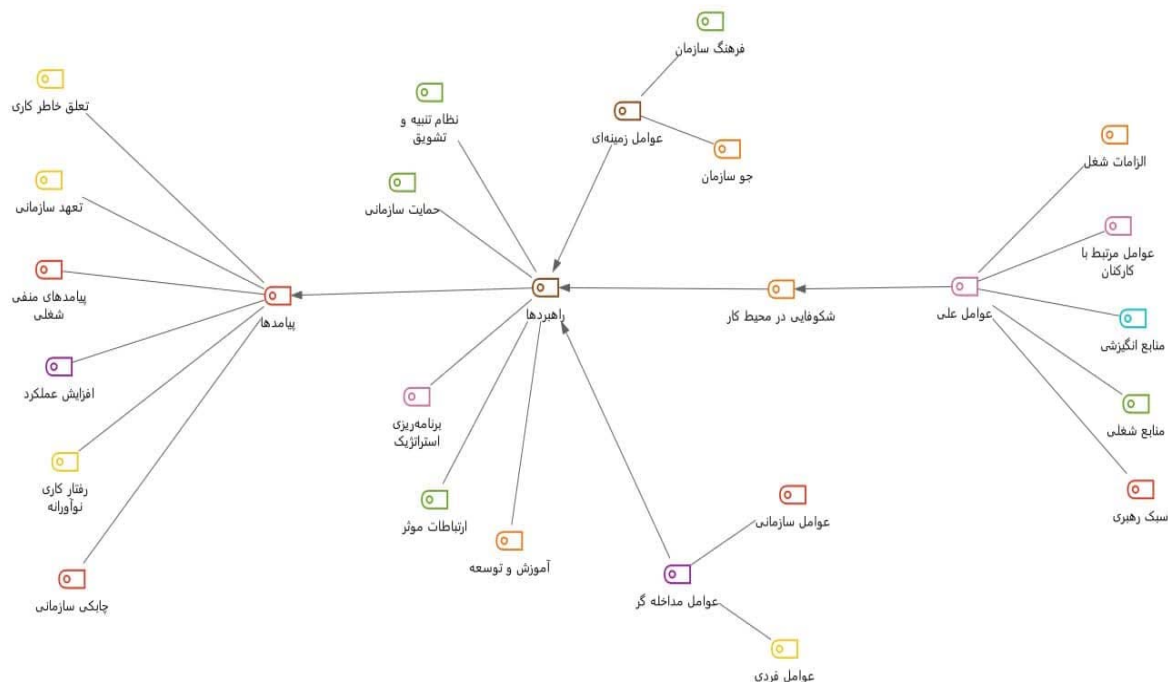 فرهنگ سازمان
عوامل زمینه‌ای
جو سازمان
الزامات شغل
عوامل مرتبط با
کارکنان
عوامل علی
منابع انگیزشی
منابع شغلی
سبک رهبری
شکوفایی در محیط کار
نظام تنبیه و
تشویق
حمایت سازمانی
راهبردها
برنامه‌ریزی
استراتژیک
ارتباطات موثر
آموزش و توسعه
عوامل سازمانی
عوامل مداخله گر
عوامل فردی
تعلق خاطر کاری
تعهد سازمانی
پیامدهای منفی
شغلی
پیامدها
افزایش عملکرد
رفتار کاری
نوآورانه
چابکی سازمانی